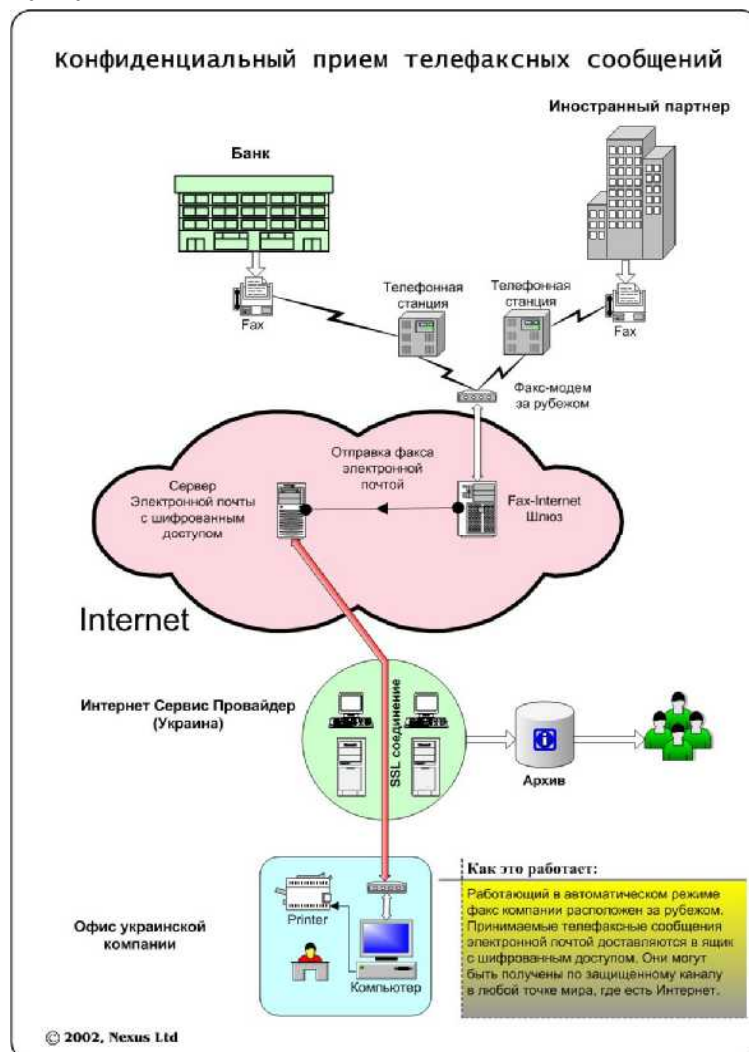 Конфиденциальный прием телефаксных сообщений
Иностранный партнер
Банк
Телефонная
станция
Телефонная
станция
Fax
Fax
Факс-модем
за рубежом
Отправка факса
электронной
почтой
Сервер
Электронной почты
с шифрованным
доступом
Fax-Internet
Шлюз
Internet
Интернет Сервис Провайдер
(Украина)
SSL соединение
Архив
Как это работает:
Работающий в автоматическом режиме
факс компании расположен за рубежом.
Принимаемые телефаксные сообщения
электронной почтой доставляются в ящик
с шифрованным доступом. Они могут
быть получены по защищенному каналу
в любой точке мира, где есть Интернет.
Printer
Офис украинской
компании
Компьютер
© 2002, Nexus Ltd